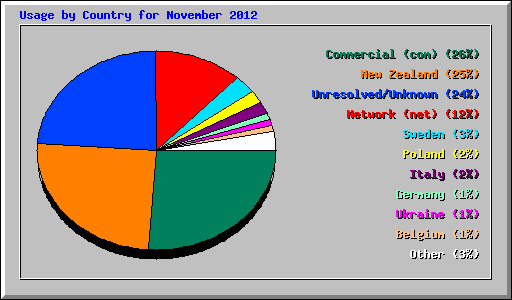 Usage by Country for November 2012
Commercial (com) (26%)
New Zealand (25%)
Unresolved/Unknown (24%)
Network (net) (12%)
Sweden (3%)
Poland (2%)
Italy (2%)
Germany (1%)
Ukraine (1%)
Belgium (1%)
Other (3%)